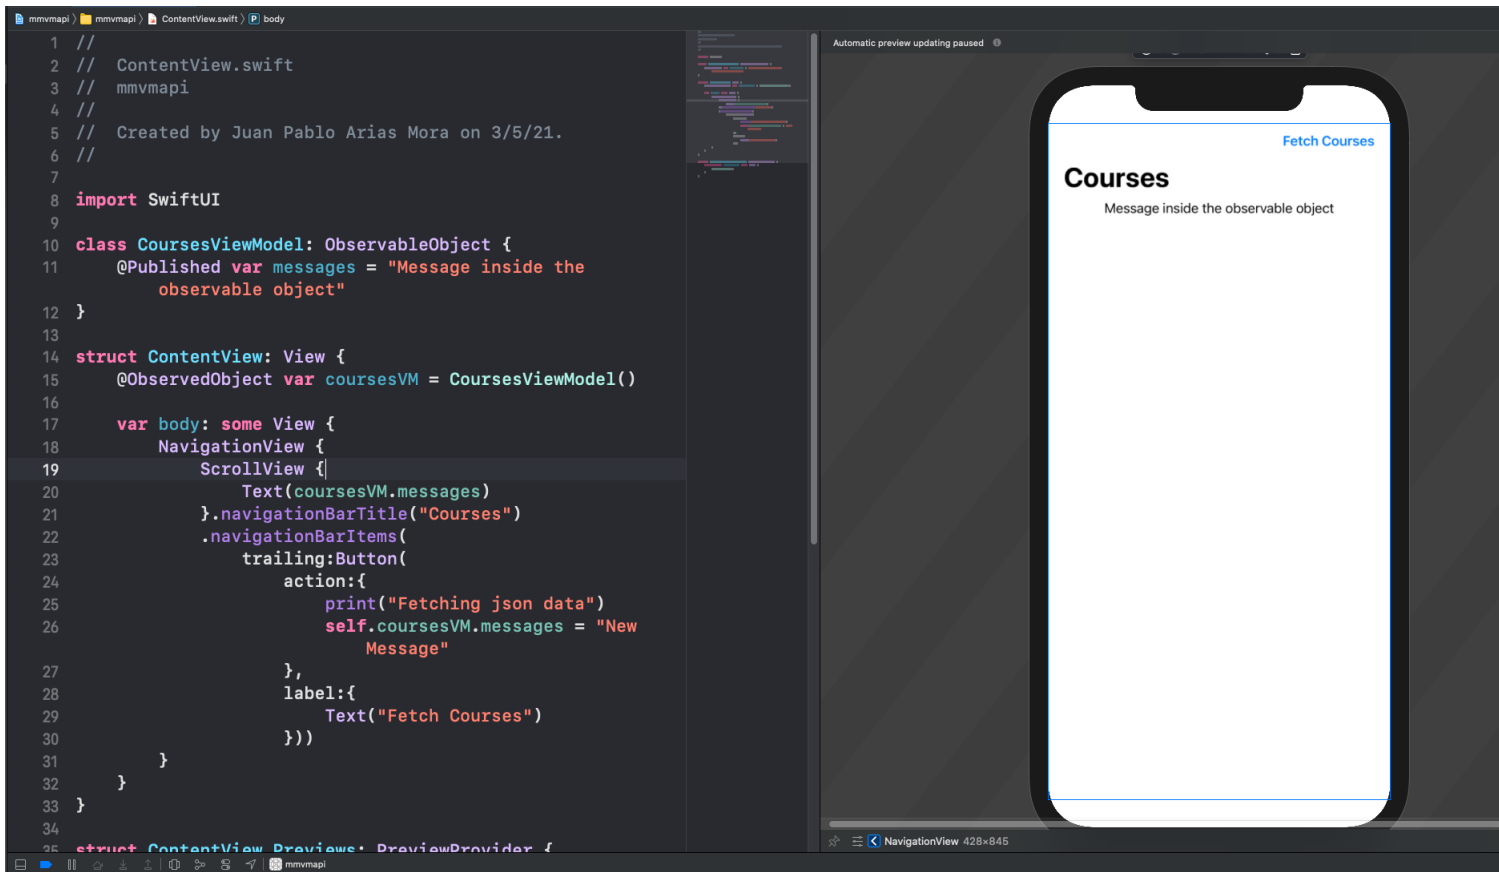 mmvmapi 〉 mmvmapi 〉 ContentView.swift 〉 P body
1 //
2 //  ContentView.swift
3 //  mmvmapi
4 //
5 //  Created by Juan Pablo Arias Mora on 3/5/21.
6 //
7
8 import SwiftUI
9
10 class CoursesViewModel: ObservableObject {
11     @Published var messages = "Message inside the
observable object"
12 }
13
14 struct ContentView: View {
15     @ObservedObject var coursesVM = CoursesViewModel()
16
17     var body: some View {
18         NavigationView {
19             ScrollView {
20                 Text(coursesVM.messages)
21             }.navigationBarTitle("Courses")
22             .navigationBarItems(
23                 trailing:Button(
24                     action:{
25                         print("Fetching json data")
26                         self.coursesVM.messages = "New
Message"
27                     },
28                     label:{
29                         Text("Fetch Courses")
30                     }))
31         }
32     }
33 }
34
35 struct ContentView_Previews: PreviewProvider {
mmvmapi
Automatic preview updating paused
Fetch Courses
Courses
Message inside the observable object
NavigationView 428×845